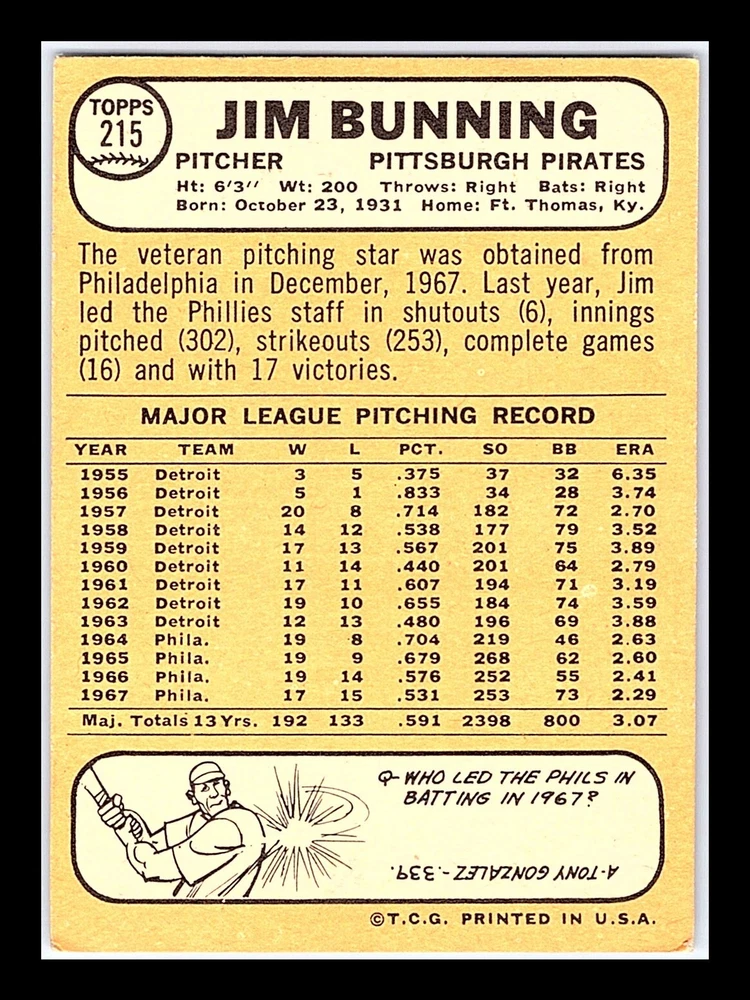 TOPPS
215
JIM BUNNING
PITCHER PITTSBURGH PIRATES
Ht: 6'3" Wt: 200 Throws: Right Bats: Right
Born: October 23, 1931 Home: Ft. Thomas, Ky.
The veteran pitching star was obtained from
Philadelphia in December, 1967. Last year, Jim
led the Phillies staff in shutouts (6), innings
pitched (302), strikeouts (253), complete games
(16) and with 17 victories.
MAJOR LEAGUE PITCHING RECORD
YEAR TEAM W L PCT. SO BB ERA
1955 Detroit 3 5 .375 37 32 6.35
1956 Detroit 5 1 .833 34 28 3.74
1957 Detroit 20 8 .714 182 72 2.70
1958 Detroit 14 12 .538 177 79 3.52
1959 Detroit 17 13 .567 201 75 3.89
1960 Detroit 11 14 .440 201 64 2.79
1961 Detroit 17 11 .607 194 71 3.19
1962 Detroit 19 10 .655 184 74 3.59
1963 Detroit 12 13 .480 196 69 3.88
1964 Phila. 19 8 .704 219 46 2.63
1965 Phila. 19 9 .679 268 62 2.60
1966 Phila. 19 14 .576 252 55 2.41
1967 Phila. 17 15 .531 253 73 2.29
Maj. Totals 13 Yrs. 192 133 .591 2398 800 3.07
Q-WHO LED THE PHILS IN
BATTING IN 1967?
A-TONY GONZALEZ.-.339.
©T.C.G. PRINTED IN U.S.A.